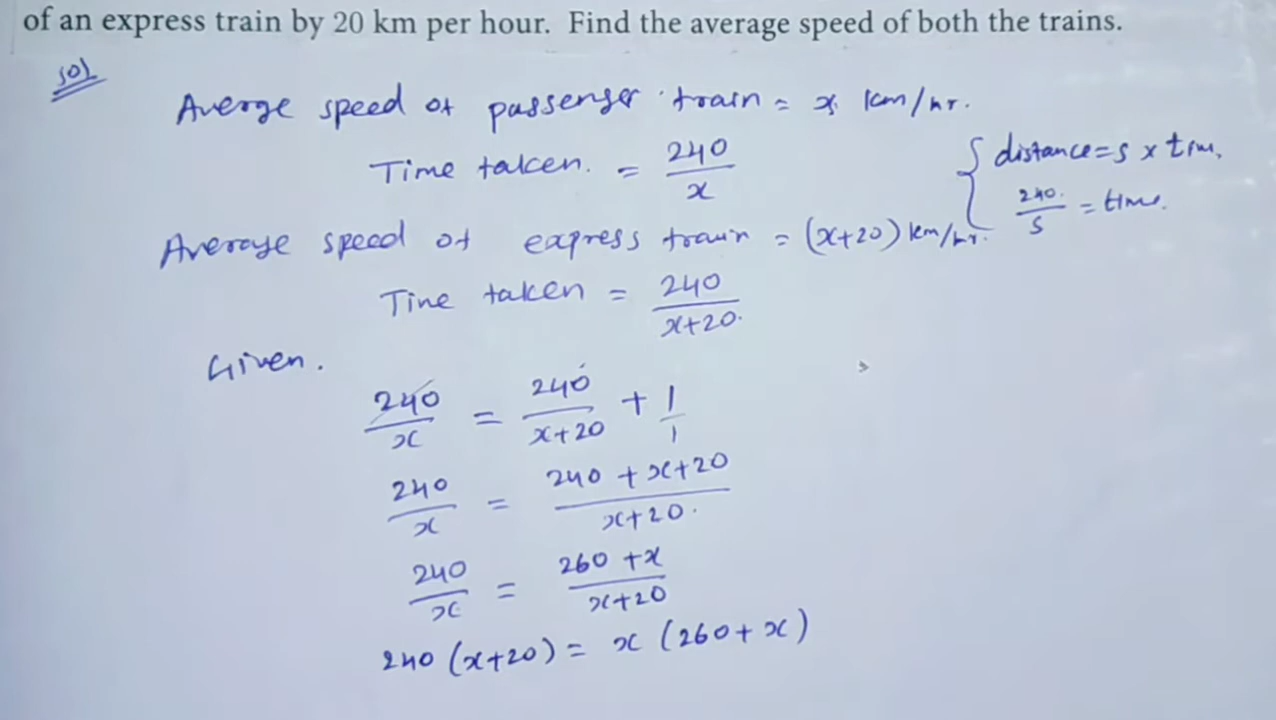 of an express train by 20 km per hour. Find the average speed of both the trains.
sol
Averge speed of passenger train = x km/hr.
Time taken. = 240/x
{ distance = s x tim,
240./s = time.
Average speed of express train = (x+20) km/hr.
Tine taken = 240/x+20.
Given.
240/x = 240/x+20 + 1/1
240/x = 240 + x+20/x+20.
240/x = 260 + x/x+20
240 (x+20) = x (260 + x)